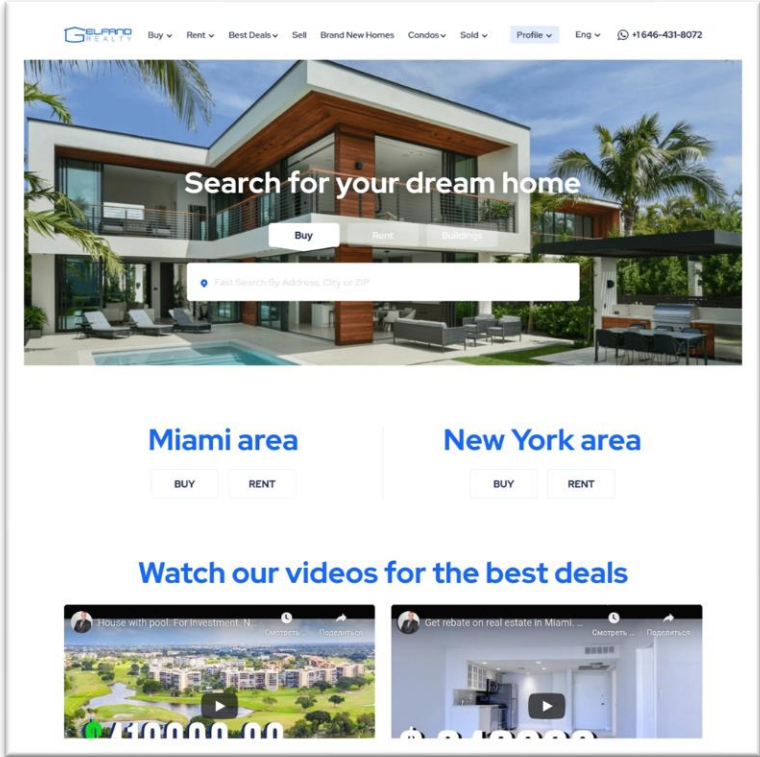 GELFAND
REALTY
Buy Rent Best Deals Sell Brand New Homes Condos Sold Profile Eng +1 646-431-8072
Search for your dream home
Buy Rent Buildings
Fast Search By Address, City or ZIP
Miami area New York area
BUY RENT BUY RENT
Watch our videos for the best deals
House with pool. For Investment. N... Get rebate on real estate in Miami. ...
Смотреть ... Поделиться Смотреть ... Поделиться